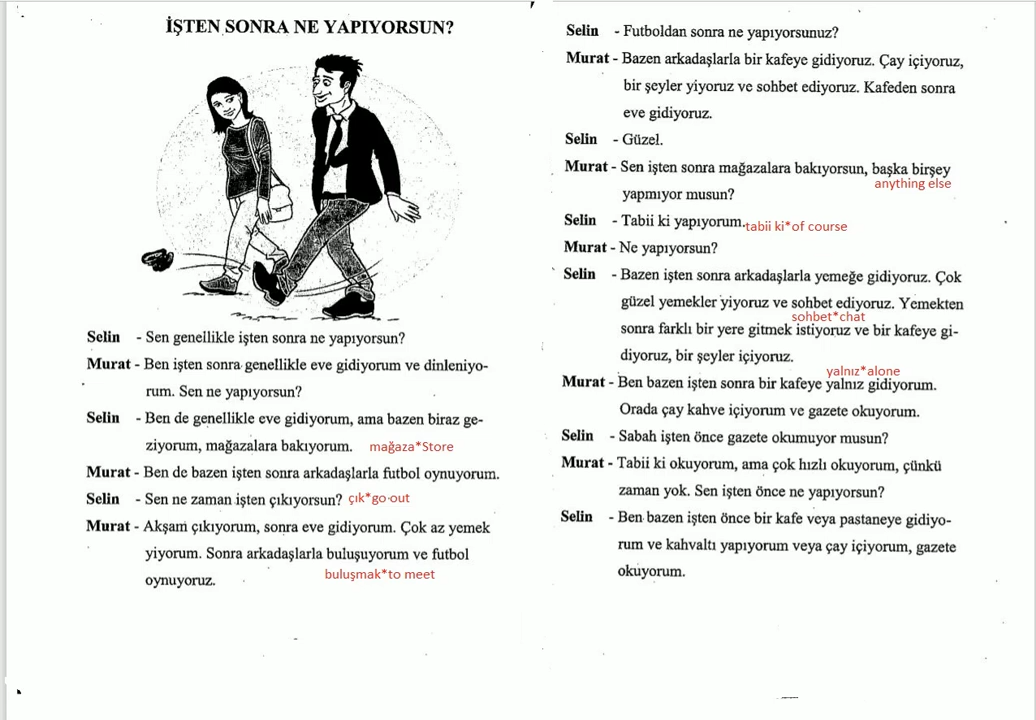 İŞTEN SONRA NE YAPIYORSUN?
Selin - Sen genellikle işten sonra ne yapıyorsun?
Murat - Ben işten sonra genellikle eve gidiyorum ve dinleniyo-
rum. Sen ne yapıyorsun?
Selin - Ben de genellikle eve gidiyorum, ama bazen biraz ge-
ziyorum, mağazalara bakıyorum. mağaza*Store
Murat - Ben de bazen işten sonra arkadaşlarla futbol oynuyorum.
Selin - Sen ne zaman işten çıkıyorsun? çık*go-out
Murat - Akşam çıkıyorum, sonra eve gidiyorum. Çok az yemek
yiyorum. Sonra arkadaşlarla buluşuyorum ve futbol
buluşmak*to meet
oynuyoruz.
Selin - Futboldan sonra ne yapıyorsunuz?
Murat - Bazen arkadaşlarla bir kafeye gidiyoruz. Çay içiyoruz,
bir şeyler yiyoruz ve sohbet ediyoruz. Kafeden sonra
eve gidiyoruz.
Selin - Güzel.
Murat - Sen işten sonra mağazalara bakıyorsun, başka birşey
anything else
yapmıyor musun?
Selin - Tabii ki yapıyorum. tabii ki*of course
Murat - Ne yapıyorsun?
Selin - Bazen işten sonra arkadaşlarla yemeğe gidiyoruz. Çok
güzel yemekler yiyoruz ve sohbet ediyoruz. Yemekten
sohbet*chat
sonra farklı bir yere gitmek istiyoruz ve bir kafeye gi-
diyoruz, bir şeyler içiyoruz.
yalnız*alone
Murat - Ben bazen işten sonra bir kafeye yalnız gidiyorum.
Orada çay kahve içiyorum ve gazete okuyorum.
Selin - Sabah işten önce gazete okumuyor musun?
Murat - Tabii ki okuyorum, ama çok hızlı okuyorum, çünkü
zaman yok. Sen işten önce ne yapıyorsun?
Selin - Ben bazen işten önce bir kafe veya pastaneye gidiyo-
rum ve kahvaltı yapıyorum veya çay içiyorum, gazete
okuyorum.